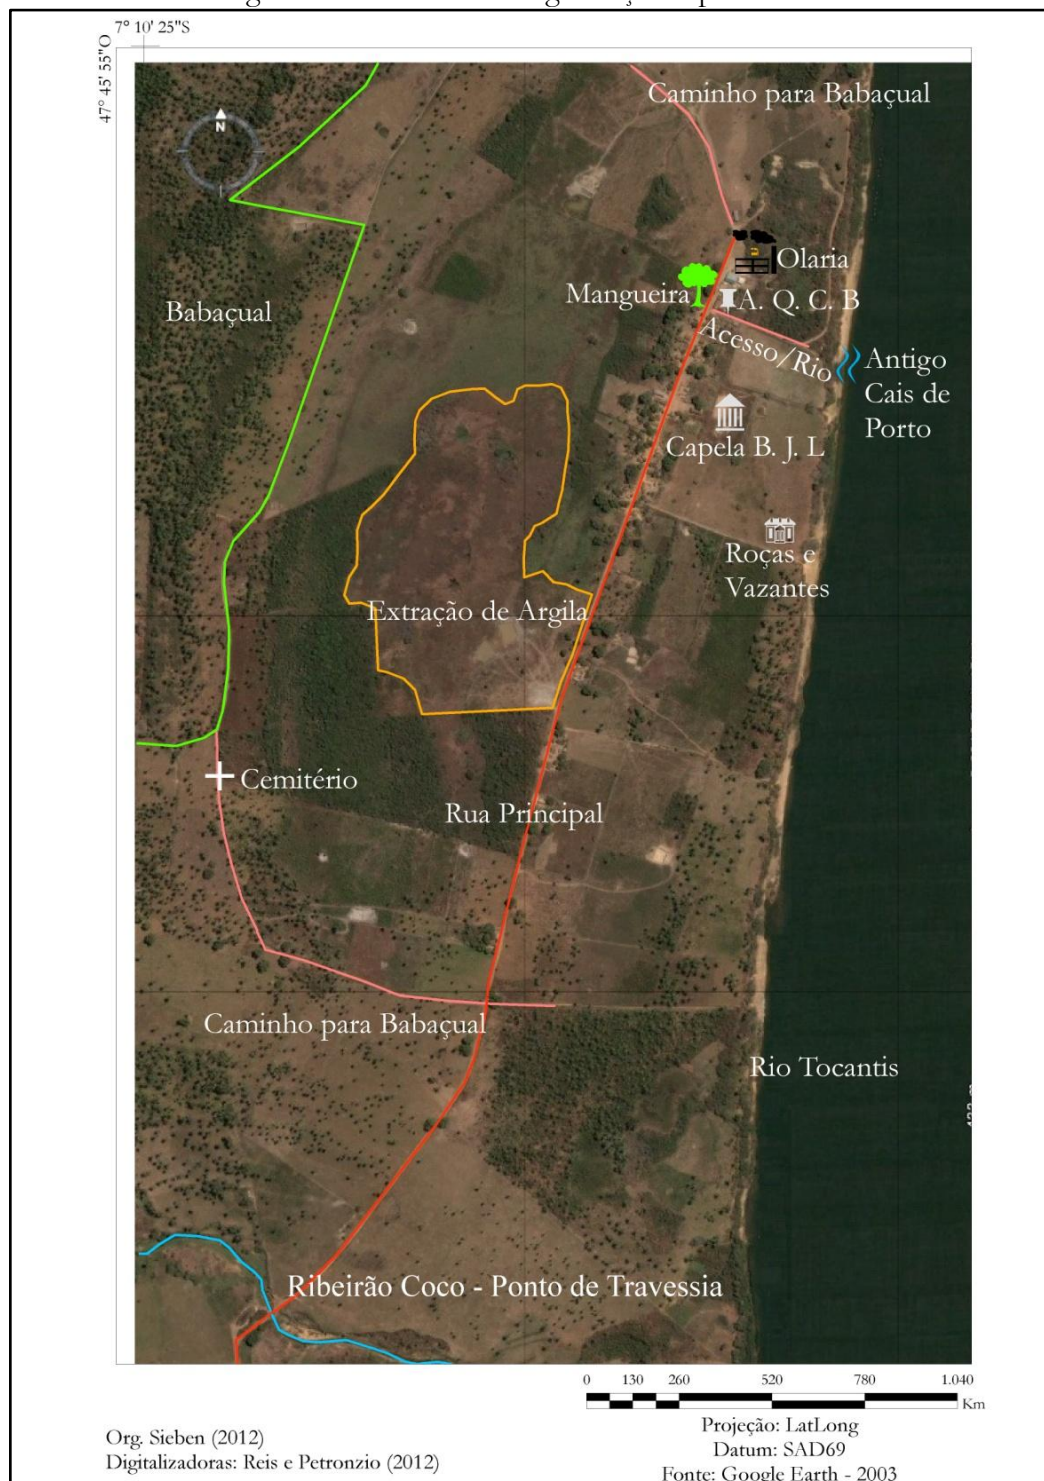 7° 10' 25"S
47° 45' 55"O
N
Caminho para Babaçual
Olaria
Mangueira
A. Q. C. B
Acesso/Rio
Antigo
Cais de
Porto
Babaçual
Capela B. J. L
Roças e
Vazantes
Extração de Argila
Cemitério
Rua Principal
Caminho para Babaçual
Rio Tocantis
Ribeirão Coco - Ponto de Travessia
0 130 260 520 780 1.040
Km
Org. Sieben (2012)
Digitalizadoras: Reis e Petronzio (2012)
Projeção: LatLong
Datum: SAD69
Fonte: Google Earth - 2003